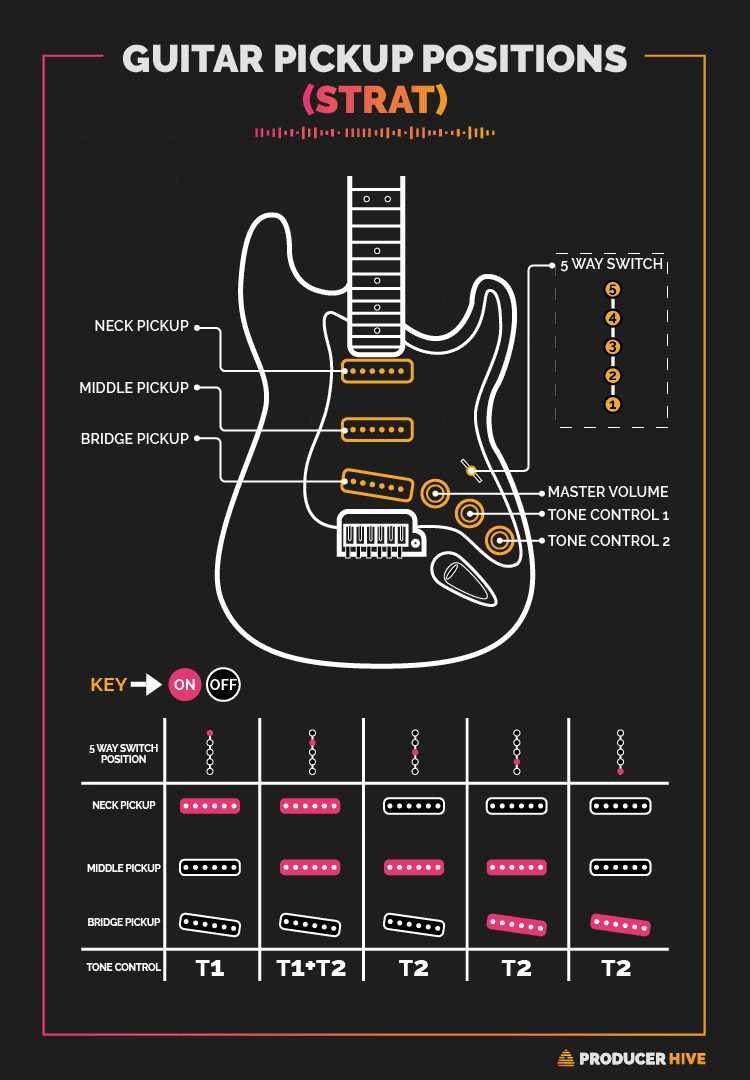 GUITAR PICKUP POSITIONS
(STRAT)
5 WAY SWITCH
5
4
3
2
1
NECK PICKUP
MIDDLE PICKUP
BRIDGE PICKUP
MASTER VOLUME
TONE CONTROL 1
TONE CONTROL 2
KEY ON OFF
5 WAY SWITCH
POSITION
NECK PICKUP
MIDDLE PICKUP
BRIDGE PICKUP
TONE CONTROL T1 T1+T2 T2 T2 T2
PRODUCER HIVE